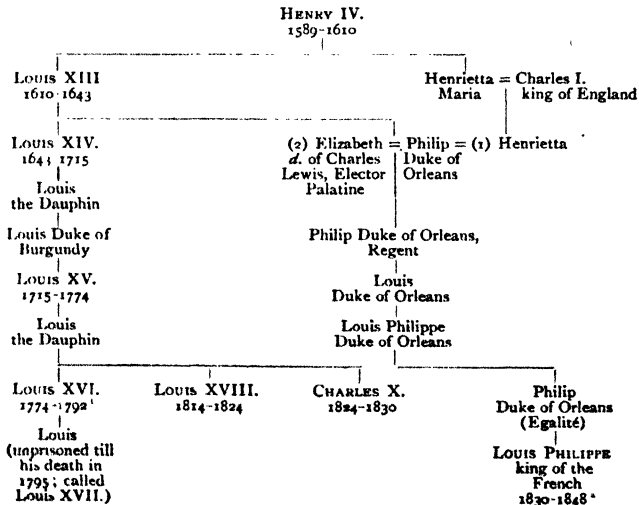 HENRY IV.
1589-1610
LOUIS XIII
1610-1643
Henrietta = Charles I.
Maria king of England
LOUIS XIV.
1643 1715
(2) Elizabeth = Philip = (1) Henrietta
d. of Charles Duke of
Lewis, Elector Orleans
Palatine
Louis
the Dauphin
Louis Duke of
Burgundy
Philip Duke of Orleans,
Regent
LOUIS XV.
1715-1774
Louis
Duke of Orleans
Louis
the Dauphin
Louis Philippe
Duke of Orleans
LOUIS XVI.
1774-1792
LOUIS XVIII.
1814-1824
CHARLES X.
1824-1830
Philip
Duke of Orleans
(Egalité)
Louis
(unprisoned till
his death in
1795; called
Louis XVII.)
LOUIS PHILIPPE
king of the
French
1830-1848